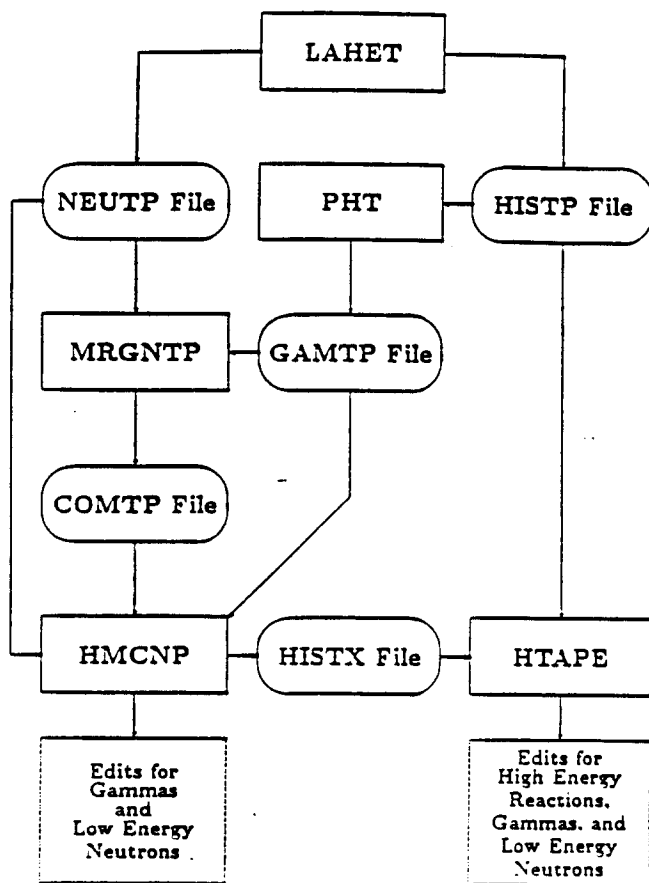 LAHET
NEUTP File
PHT
HISTP File
MRGNTP
GAMTP File
COMTP File
HMCNP
HISTX File
HTAPE
Edits for
Gammas
and
Low Energy
Neutrons
Edits for
High Energy
Reactions,
Gammas, and
Low Energy
Neutrons